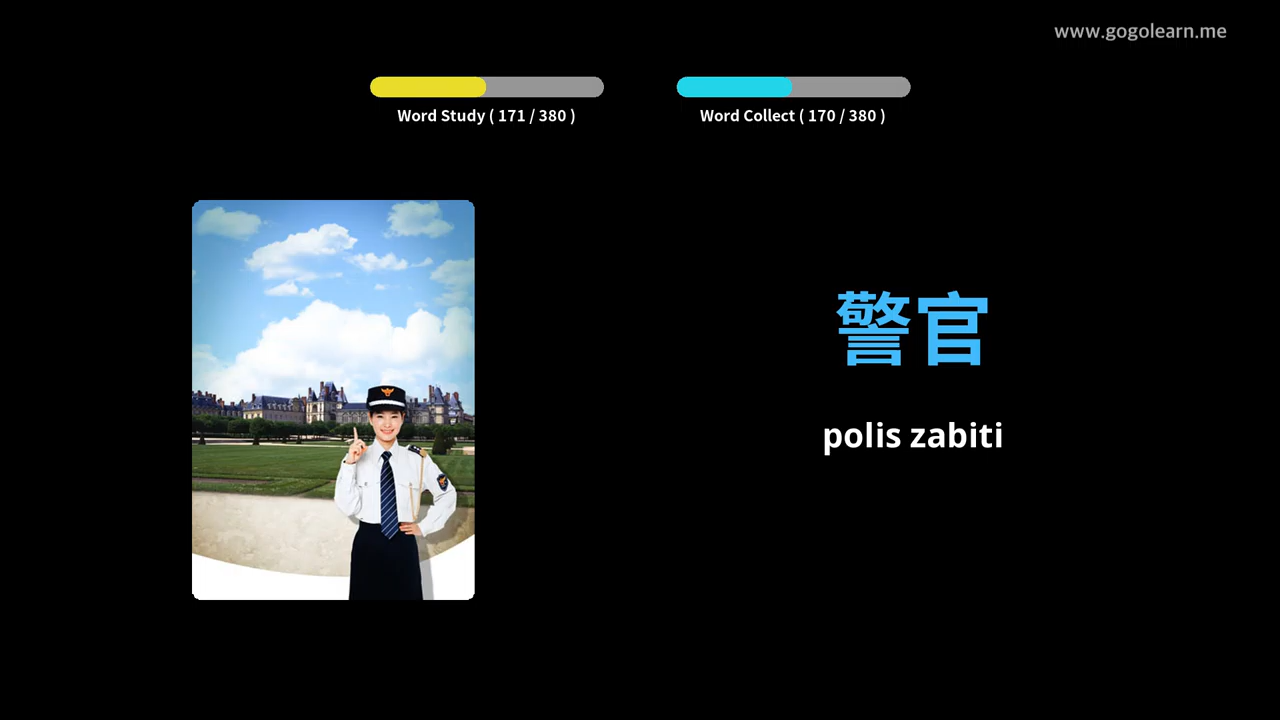 www.gogolearn.me
Word Study ( 171 / 380 )
Word Collect ( 170 / 380 )
警官
polis zabiti